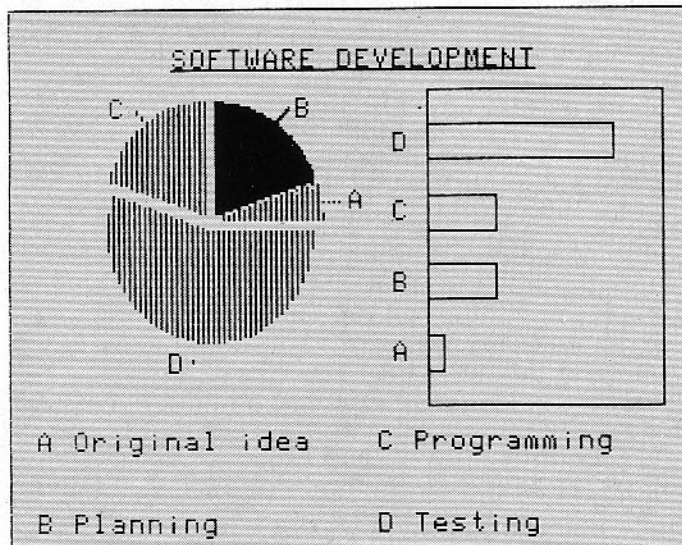 SOFTWARE DEVELOPMENT
C
B
A
D
D
C
B
A
A Original idea
C Programming
B Planning
D Testing